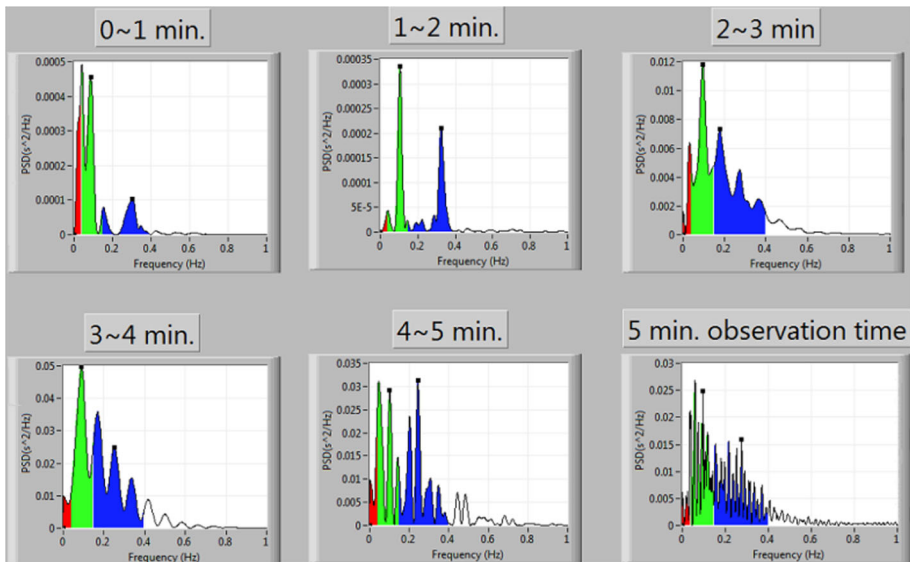 0~1 min.
1~2 min.
2~3 min
0.0005
0.0004
0.0003
0.0002
0.0001
0
PSD(s^2/Hz)
0 0.2 0.4 0.6 0.8 1
Frequency (Hz)
0.00035
0.0003
0.00025
0.0002
0.00015
0.0001
5E-5
0
PSD(s^2/Hz)
0 0.2 0.4 0.6 0.8 1
Frequency (Hz)
0.012
0.01
0.008
0.006
0.004
0.002
0
PSD(s^2/Hz)
0 0.2 0.4 0.6 0.8 1
Frequency (Hz)
3~4 min.
4~5 min.
5 min. observation time
0.05
0.04
0.03
0.02
0.01
0
PSD(s^2/Hz)
0 0.2 0.4 0.6 0.8 1
Frequency (Hz)
0.035
0.03
0.025
0.02
0.015
0.01
0.005
0
PSD(s^2/Hz)
0 0.2 0.4 0.6 0.8 1
Frequency (Hz)
0.03
0.025
0.02
0.015
0.01
0.005
0
PSD(s^2/Hz)
0 0.2 0.4 0.6 0.8 1
Frequency (Hz)